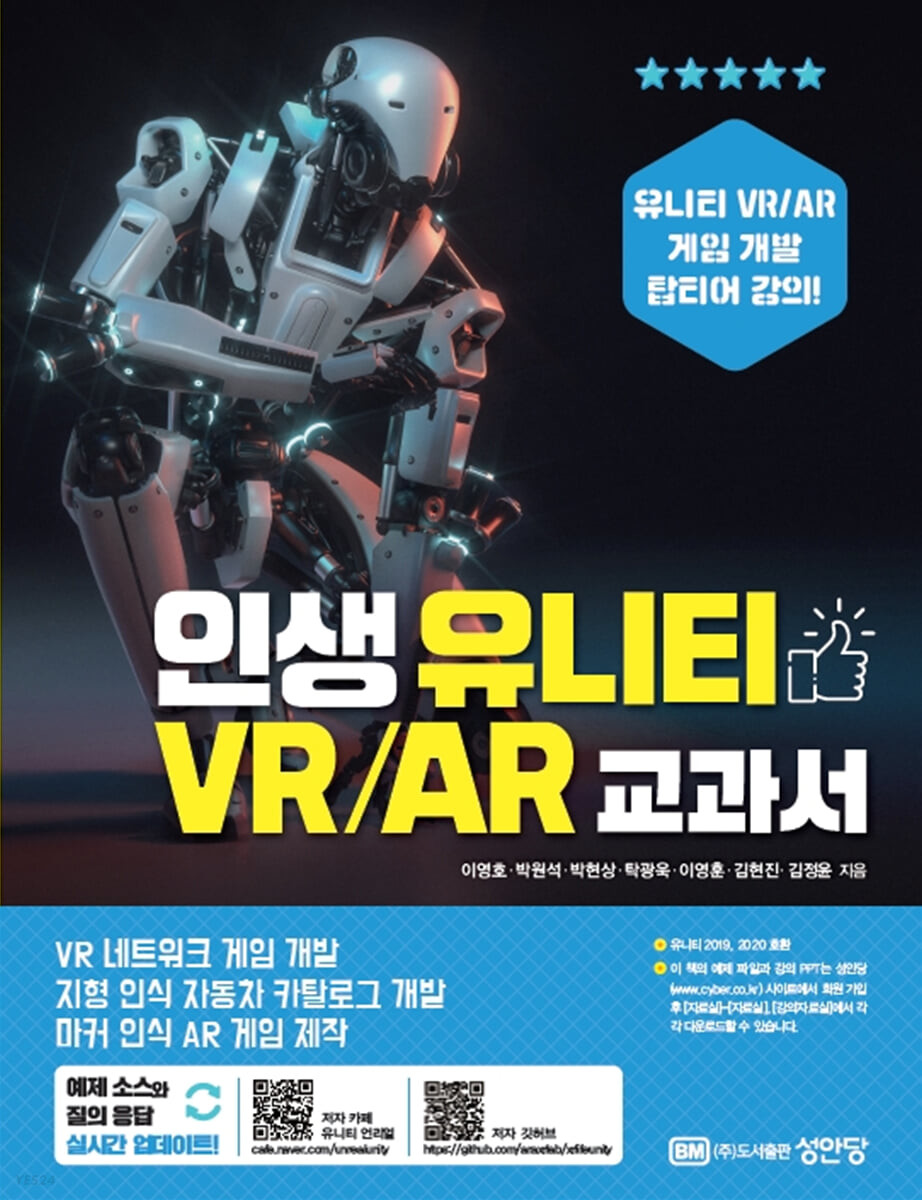 유니티 VR/AR
게임 개발
탑티어 강의!
인생 유니티
VR/AR 교과서
이영호·박원석·박현상·탁광욱·이영훈·김현진·김정윤 지음
VR 네트워크 게임 개발
지형 인식 자동차 카탈로그 개발
마커 인식 AR 게임 제작
유니티 2019, 2020 호환
이 책의 예제 파일과 강의 PPT는 성안당
(www.cyber.co.kr) 사이트에서 회원 가입
후 [자료실]-[자료실], [강의자료실]에서 각
각 다운로드할 수 있습니다.
예제 소스와
질의 응답
실시간 업데이트!
저자 카페
유니티 언리얼
cafe.naver.com/unrealunity
저자 깃허브
https://github.com/araxrlab/xrlifeunity
BM (주)도서출판 성안당
YES24